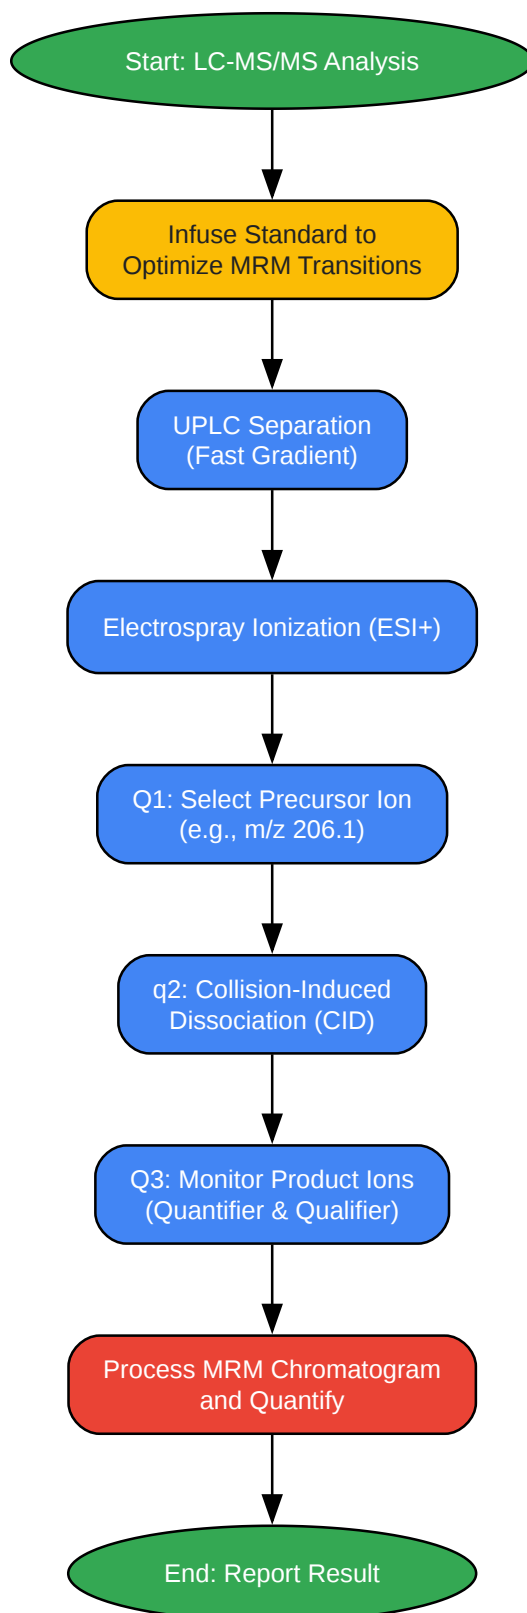 Start: LC-MS/MS Analysis
Infuse Standard to
Optimize MRM Transitions
UPLC Separation
(Fast Gradient)
Electrospray Ionization (ESI+)
Q1: Select Precursor Ion
(e.g., m/z 206.1)
q2: Collision-Induced
Dissociation (CID)
Q3: Monitor Product Ions
(Quantifier & Qualifier)
Process MRM Chromatogram
and Quantify
End: Report Result